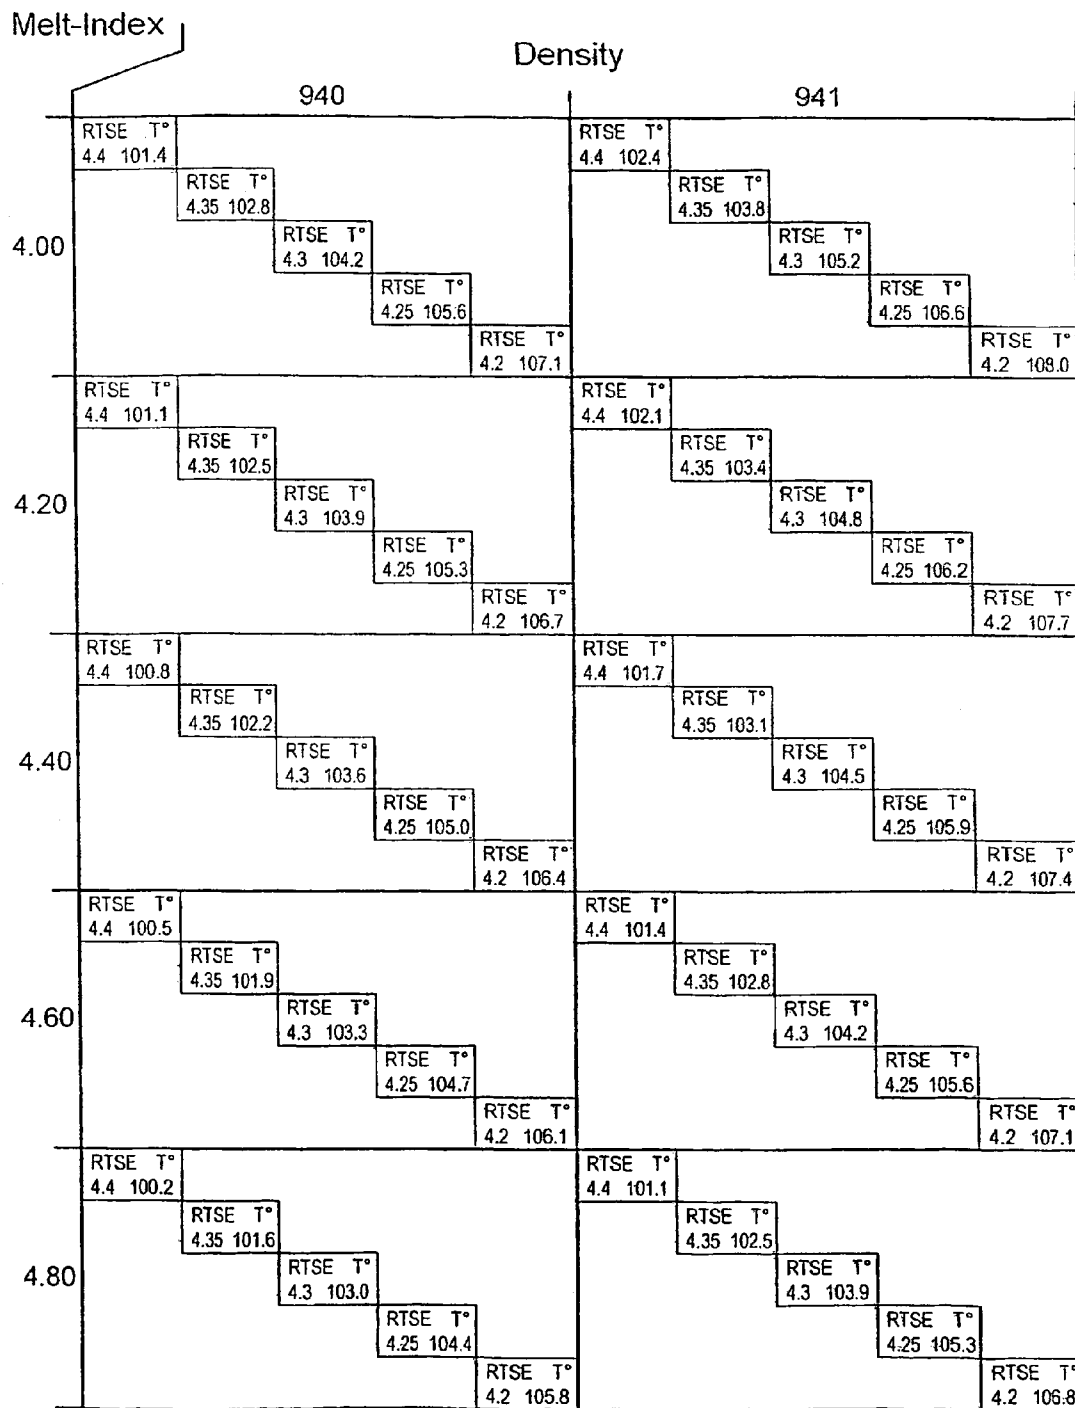 Melt-Index
Density
940 941
RTSE T° RTSE T°
4.4 101.4 4.4 102.4
RTSE T° RTSE T°
4.35 102.8 4.35 103.8
4.00 RTSE T° RTSE T°
4.3 104.2 4.3 105.2
RTSE T° RTSE T°
4.25 105.6 4.25 106.6
RTSE T° RTSE T°
4.2 107.1 4.2 108.0
RTSE T° RTSE T°
4.4 101.1 4.4 102.1
RTSE T° RTSE T°
4.35 102.5 4.35 103.4
4.20 RTSE T° RTSE T°
4.3 103.9 4.3 104.8
RTSE T° RTSE T°
4.25 105.3 4.25 106.2
RTSE T° RTSE T°
4.2 106.7 4.2 107.7
RTSE T° RTSE T°
4.4 100.8 4.4 101.7
RTSE T° RTSE T°
4.35 102.2 4.35 103.1
4.40 RTSE T° RTSE T°
4.3 103.6 4.3 104.5
RTSE T° RTSE T°
4.25 105.0 4.25 105.9
RTSE T° RTSE T°
4.2 106.4 4.2 107.4
RTSE T° RTSE T°
4.4 100.5 4.4 101.4
RTSE T° RTSE T°
4.35 101.9 4.35 102.8
4.60 RTSE T° RTSE T°
4.3 103.3 4.3 104.2
RTSE T° RTSE T°
4.25 104.7 4.25 105.6
RTSE T° RTSE T°
4.2 106.1 4.2 107.1
RTSE T° RTSE T°
4.4 100.2 4.4 101.1
RTSE T° RTSE T°
4.35 101.6 4.35 102.5
4.80 RTSE T° RTSE T°
4.3 103.0 4.3 103.9
RTSE T° RTSE T°
4.25 104.4 4.25 105.3
RTSE T° RTSE T°
4.2 105.8 4.2 106.8